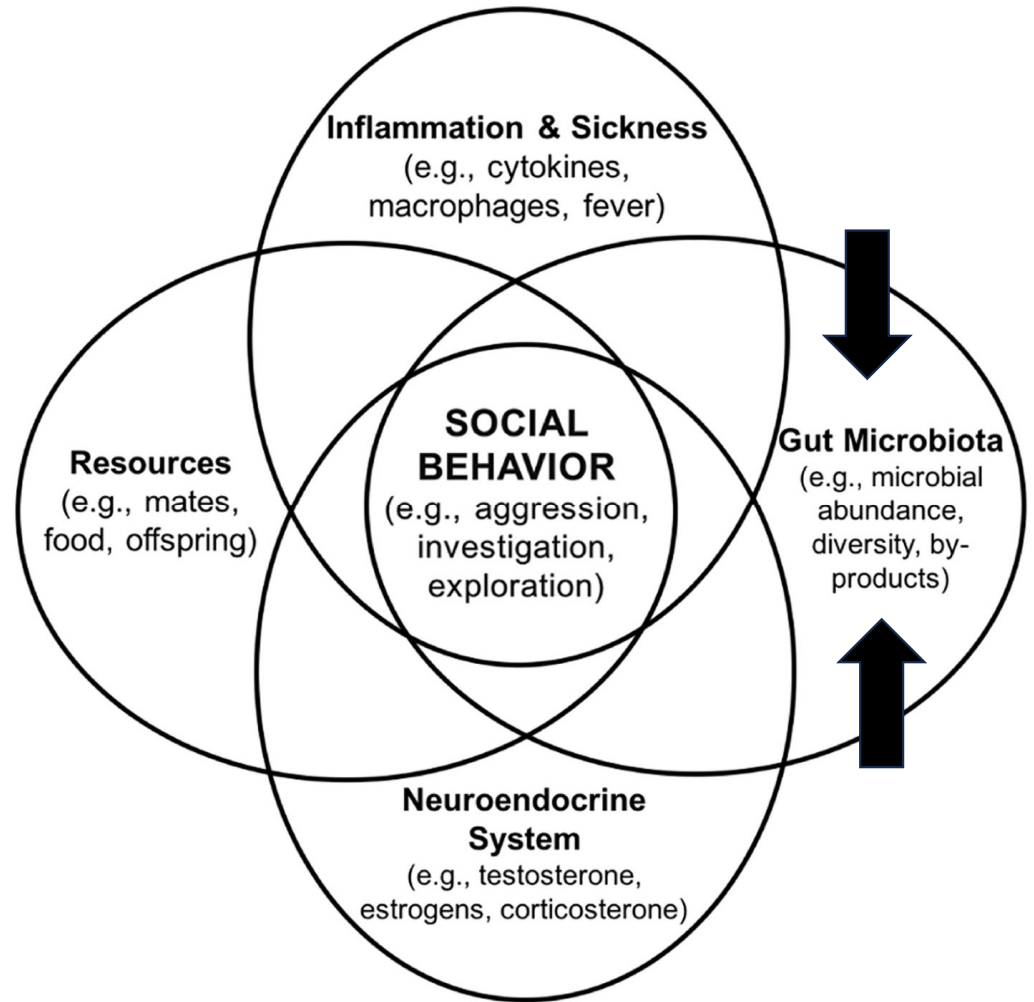 Inflammation & Sickness
(e.g., cytokines,
macrophages, fever)
Resources
(e.g., mates,
food, offspring)
SOCIAL
BEHAVIOR
(e.g., aggression,
investigation,
exploration)
Gut Microbiota
(e.g., microbial
abundance,
diversity, by-
products)
Neuroendocrine
System
(e.g., testosterone,
estrogens, corticosterone)